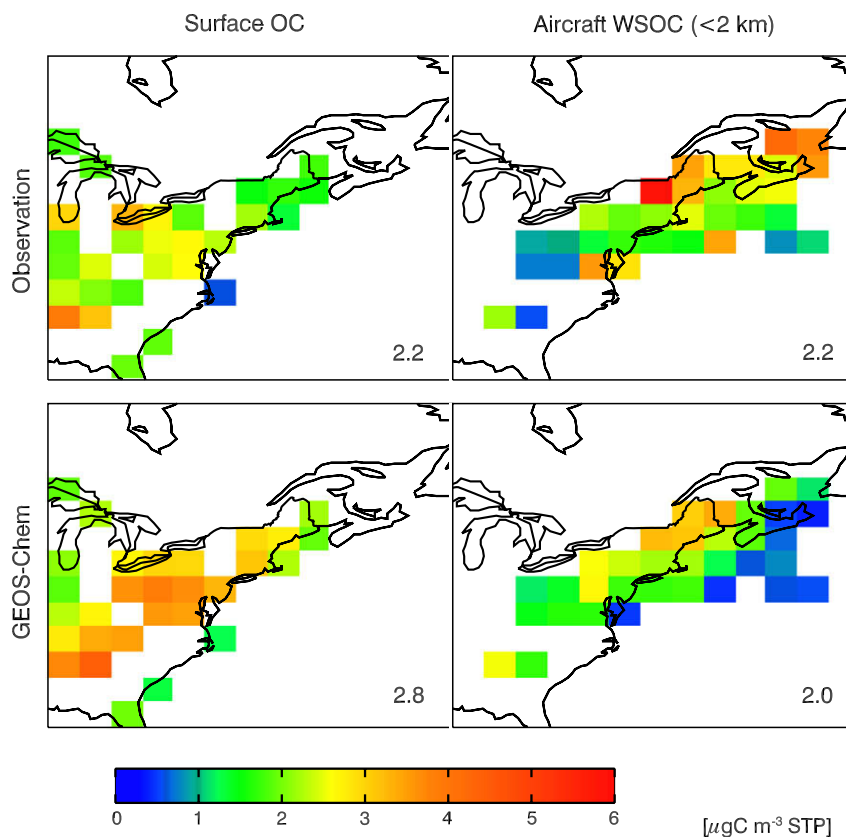 Surface OC
Aircraft WSOC (<2 km)
Observation
2.2
2.2
GEOS-Chem
2.8
2.0
0 1 2 3 4 5 6
[μgC m⁻³ STP]